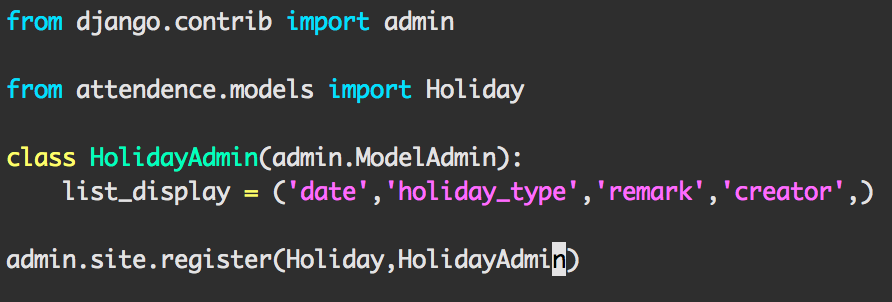 from django.contrib import admin
from attendence.models import Holiday
class HolidayAdmin(admin.ModelAdmin):
    list_display = ('date','holiday_type','remark','creator',)
admin.site.register(Holiday,HolidayAdmin)